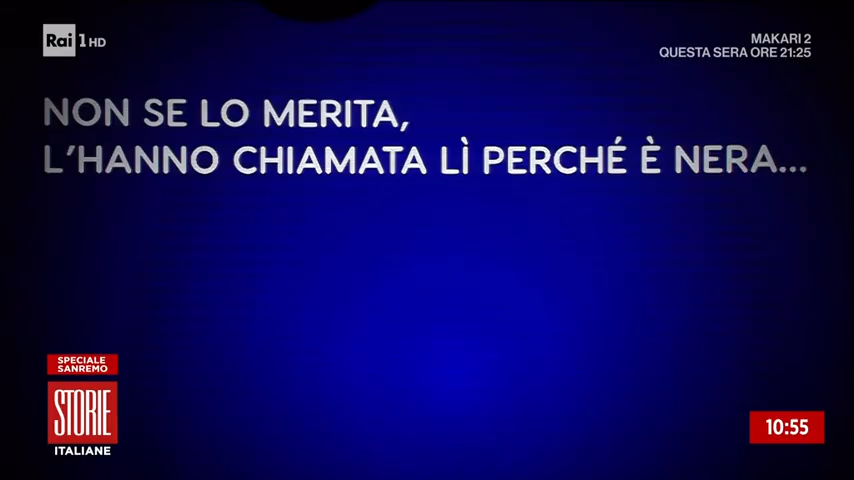 Rai 1 HD
MAKARI 2
QUESTA SERA ORE 21:25
NON SE LO MERITA,
L'HANNO CHIAMATA LÌ PERCHÉ È NERA...
SPECIALE
SANREMO
STORIE
ITALIANE
10:55